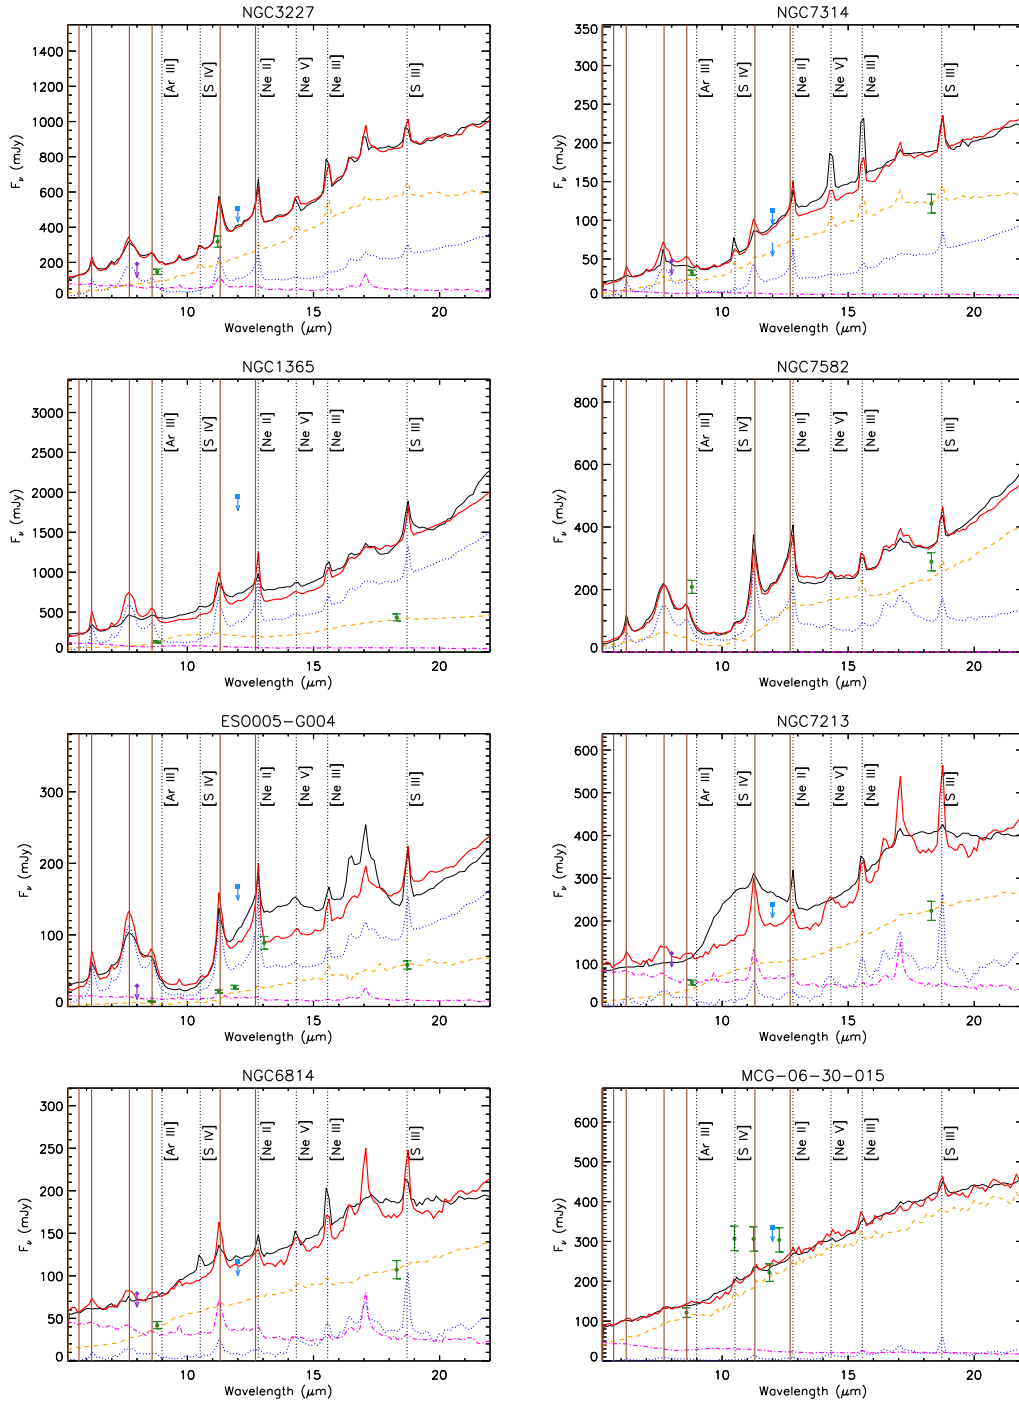 NGC3227
1400
1200
1000
800
600
400
200
0
F_ν (mJy)
[Ar III]
[S IV]
[Ne II]
[Ne V]
[Ne III]
[S III]
10
15
20
Wavelength (μm)
NGC7314
350
300
250
200
150
100
50
0
F_ν (mJy)
[Ar III]
[S IV]
[Ne II]
[Ne V]
[Ne III]
[S III]
10
15
20
Wavelength (μm)
NGC1365
3000
2500
2000
1500
1000
500
0
F_ν (mJy)
[Ar III]
[S IV]
[Ne II]
[Ne V]
[Ne III]
[S III]
10
15
20
Wavelength (μm)
NGC7582
800
600
400
200
0
F_ν (mJy)
[Ar III]
[S IV]
[Ne II]
[Ne V]
[Ne III]
[S III]
10
15
20
Wavelength (μm)
ESO005-G004
300
200
100
0
F_ν (mJy)
[Ar III]
[S IV]
[Ne II]
[Ne V]
[Ne III]
[S III]
10
15
20
Wavelength (μm)
NGC7213
600
500
400
300
200
100
0
F_ν (mJy)
[Ar III]
[S IV]
[Ne II]
[Ne V]
[Ne III]
[S III]
10
15
20
Wavelength (μm)
NGC6814
300
250
200
150
100
50
0
F_ν (mJy)
[Ar III]
[S IV]
[Ne II]
[Ne V]
[Ne III]
[S III]
10
15
20
Wavelength (μm)
MCG-06-30-015
600
500
400
300
200
100
0
F_ν (mJy)
[Ar III]
[S IV]
[Ne II]
[Ne V]
[Ne III]
[S III]
10
15
20
Wavelength (μm)